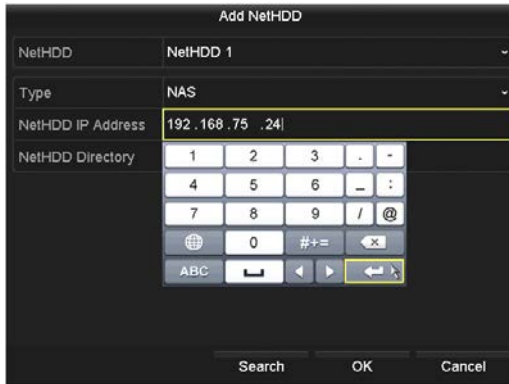 Add NetHDD
NetHDD NetHDD 1
Type NAS
NetHDD IP Address 192 . 168 . 75 . 24
NetHDD Directory
1 2 3 . -
4 5 6 _ :
7 8 9 / @
0 #+=
ABC
Search OK Cancel